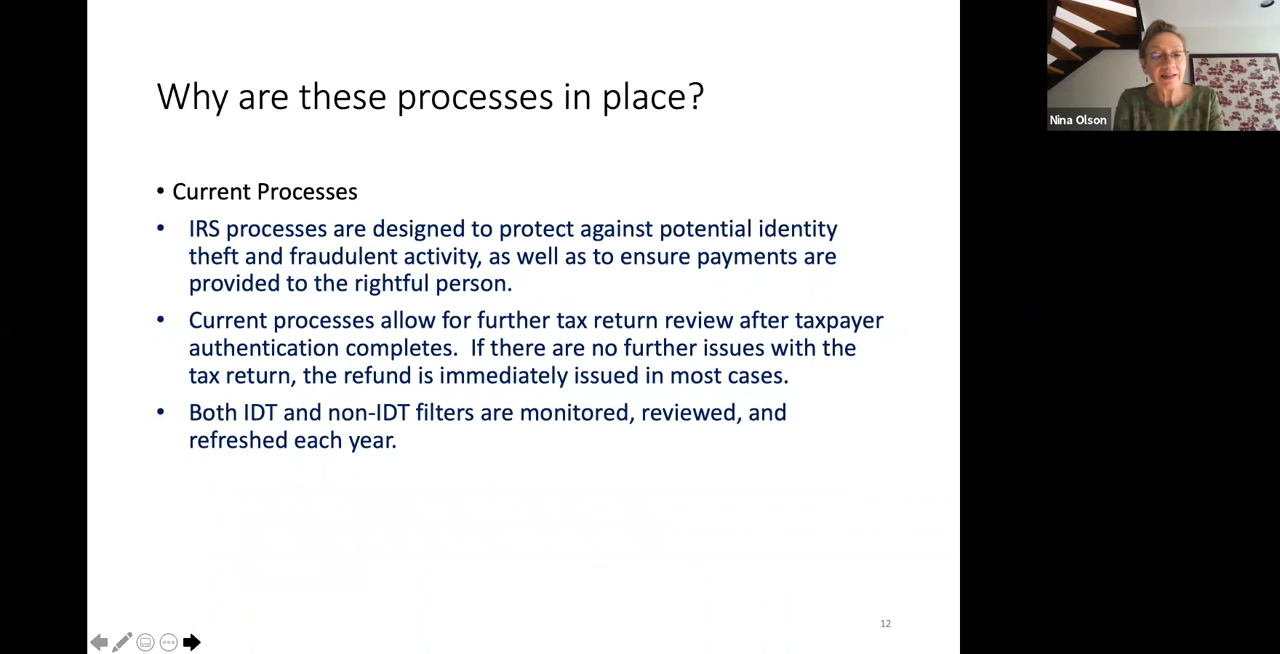 Why are these processes in place?
• Current Processes
• IRS processes are designed to protect against potential identity
theft and fraudulent activity, as well as to ensure payments are
provided to the rightful person.
• Current processes allow for further tax return review after taxpayer
authentication completes.  If there are no further issues with the
tax return, the refund is immediately issued in most cases.
• Both IDT and non-IDT filters are monitored, reviewed, and
refreshed each year.
12
Nina Olson